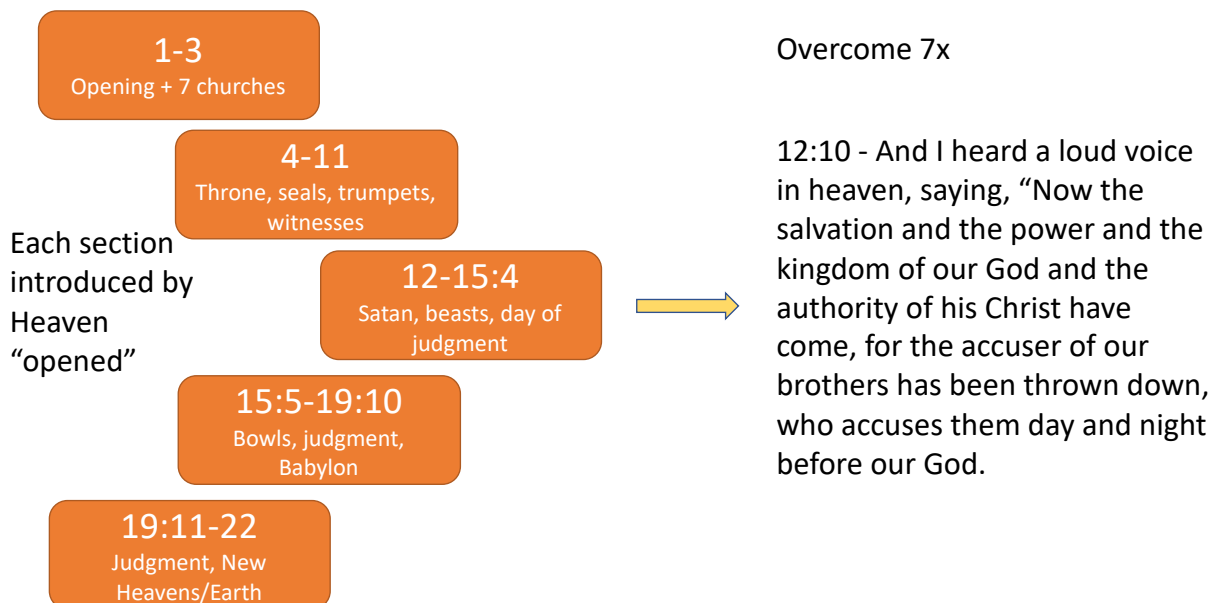 1-3
Opening + 7 churches
4-11
Throne, seals, trumpets,
witnesses
Each section
introduced by
Heaven
“opened”
12-15:4
Satan, beasts, day of
judgment
15:5-19:10
Bowls, judgment,
Babylon
19:11-22
Judgment, New
Heavens/Earth
Overcome 7x
12:10 - And I heard a loud voice
in heaven, saying, “Now the
salvation and the power and the
kingdom of our God and the
authority of his Christ have
come, for the accuser of our
brothers has been thrown down,
who accuses them day and night
before our God.